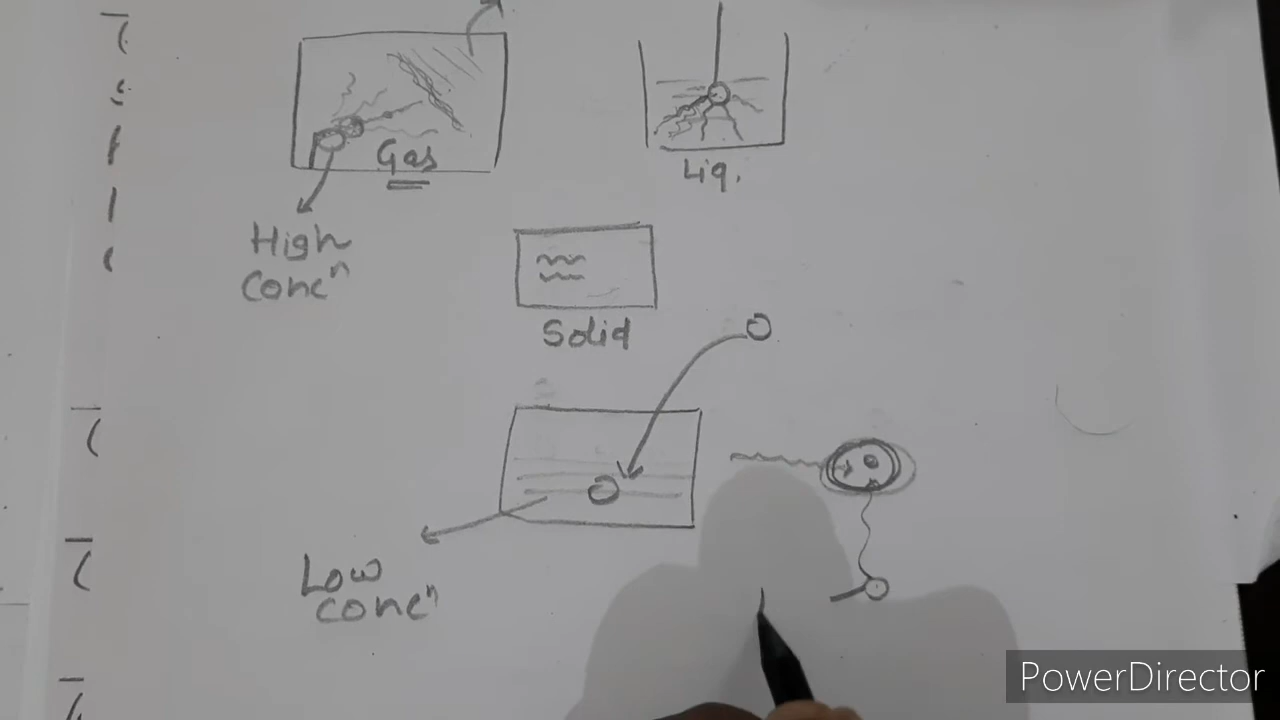 Gas
Liq.
High
Concⁿ
Solid
Low
concⁿ
PowerDirector